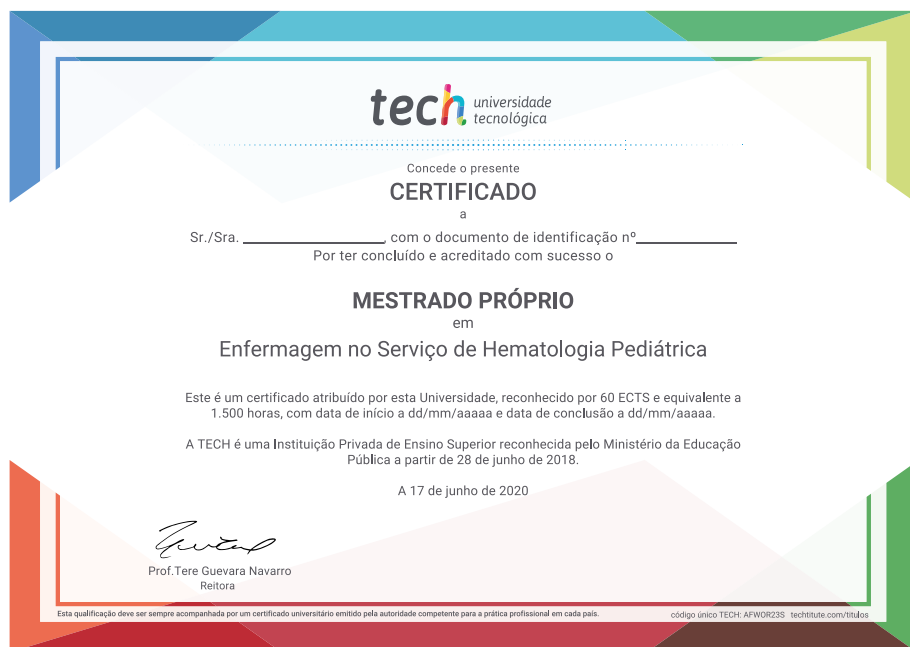 tech universidade
tecnológica
Concede o presente
CERTIFICADO
a
Sr./Sra. ________________, com o documento de identificação nº____________
Por ter concluído e acreditado com sucesso o
MESTRADO PRÓPRIO
em
Enfermagem no Serviço de Hematologia Pediátrica
Este é um certificado atribuído por esta Universidade, reconhecido por 60 ECTS e equivalente a
1.500 horas, com data de início a dd/mm/aaaaa e data de conclusão a dd/mm/aaaaa.
A TECH é uma Instituição Privada de Ensino Superior reconhecida pelo Ministério da Educação
Pública a partir de 28 de junho de 2018.
A 17 de junho de 2020
Prof.Tere Guevara Navarro
Reitora
Esta qualificação deve ser sempre acompanhada por um certificado universitário emitido pela autoridade competente para a prática profissional em cada país.
código único TECH: AFWOR23S techtitute.com/titulos